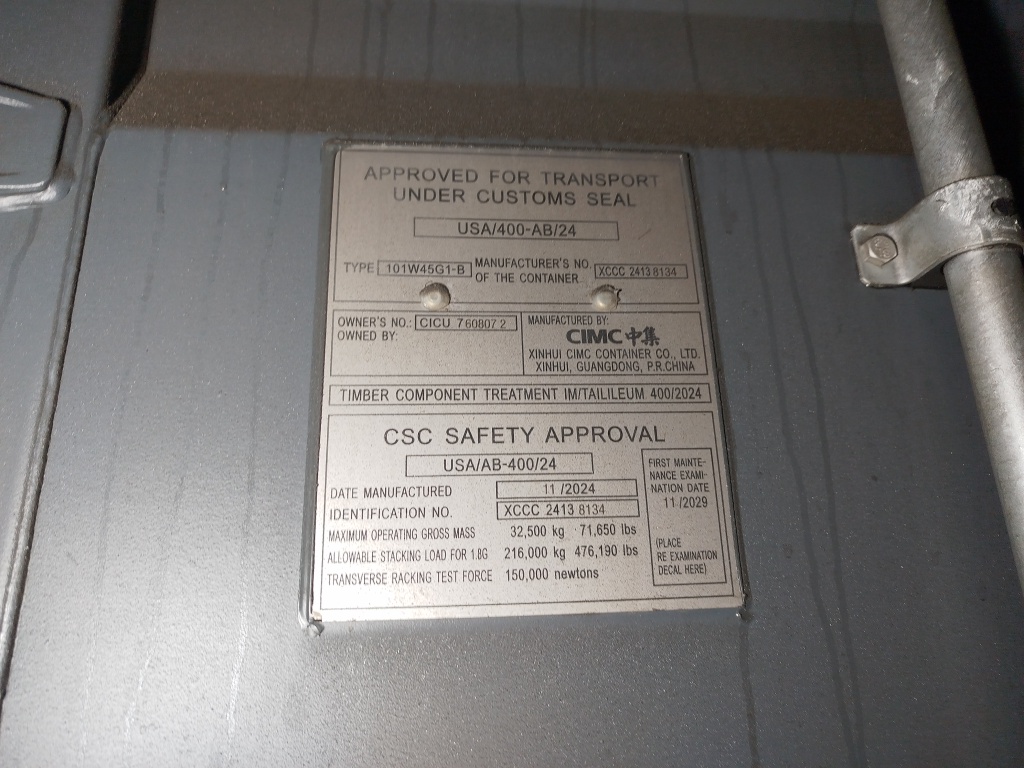 APPROVED FOR TRANSPORT
UNDER CUSTOMS SEAL
USA/400-AB/24
TYPE 101W45G1-B MANUFACTURER'S NO.
OF THE CONTAINER XCCC 2413 8134
OWNER'S NO.: CICU 760807 2
OWNED BY:
MANUFACTURED BY:
CIMC 中集
XINHUI CIMC CONTAINER CO., LTD.
XINHUI, GUANGDONG, P.R.CHINA
TIMBER COMPONENT TREATMENT IM/TAILILEUM 400/2024
CSC SAFETY APPROVAL
USA/AB-400/24
DATE MANUFACTURED 11 /2024
IDENTIFICATION NO. XCCC 2413 8134
MAXIMUM OPERATING GROSS MASS 32,500 kg 71,650 lbs
ALLOWABLE STACKING LOAD FOR 1.8G 216,000 kg 476,190 lbs
TRANSVERSE RACKING TEST FORCE 150,000 newtons
FIRST MAINTE-
NANCE EXAMI-
NATION DATE
11 /2029
(PLACE
RE EXAMINATION
DECAL HERE)